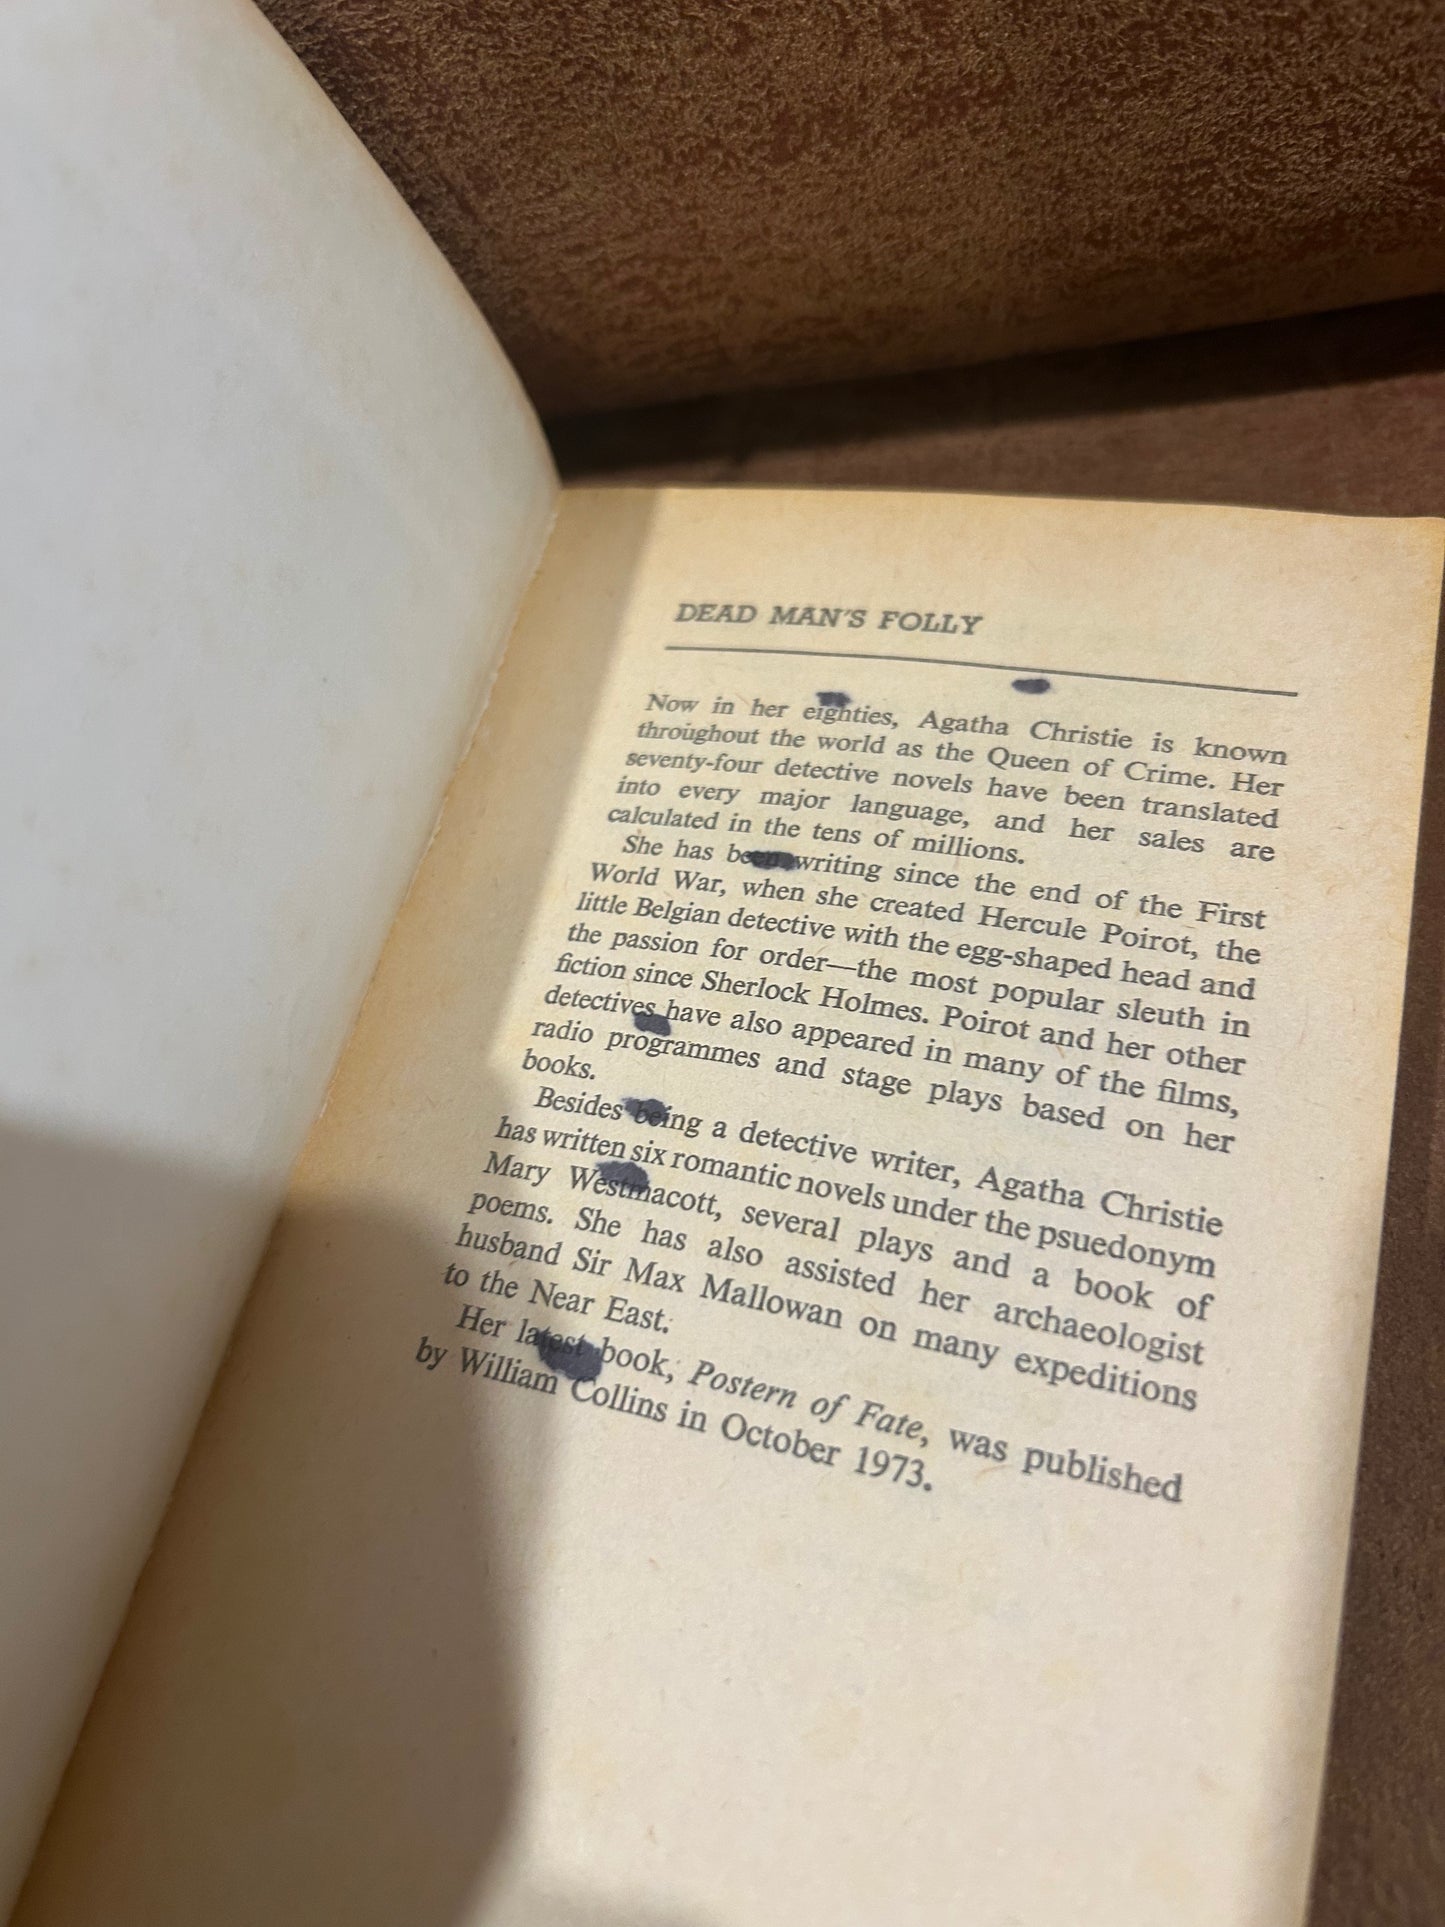 DEAD MAN'S FOLLY
Now in her eighties, Agatha Christie is known
throughout the world as the Queen of Crime. Her
seventy-four detective novels have been translated
into every major language, and her sales are
calculated in the tens of millions.
She has been writing since the end of the First
World War, when she created Hercule Poirot, the
little Belgian detective with the egg-shaped head and
the passion for order—the most popular sleuth in
fiction since Sherlock Holmes. Poirot and her other
detectives have also appeared in many of the films,
radio programmes and stage plays based on her
books.
Besides being a detective writer, Agatha Christie
has written six romantic novels under the psuedonym
Mary Westmacott, several plays and a book of
poems. She has also assisted her archaeologist
husband Sir Max Mallowan on many expeditions
to the Near East.
Her latest book, Postern of Fate, was published
by William Collins in October 1973.